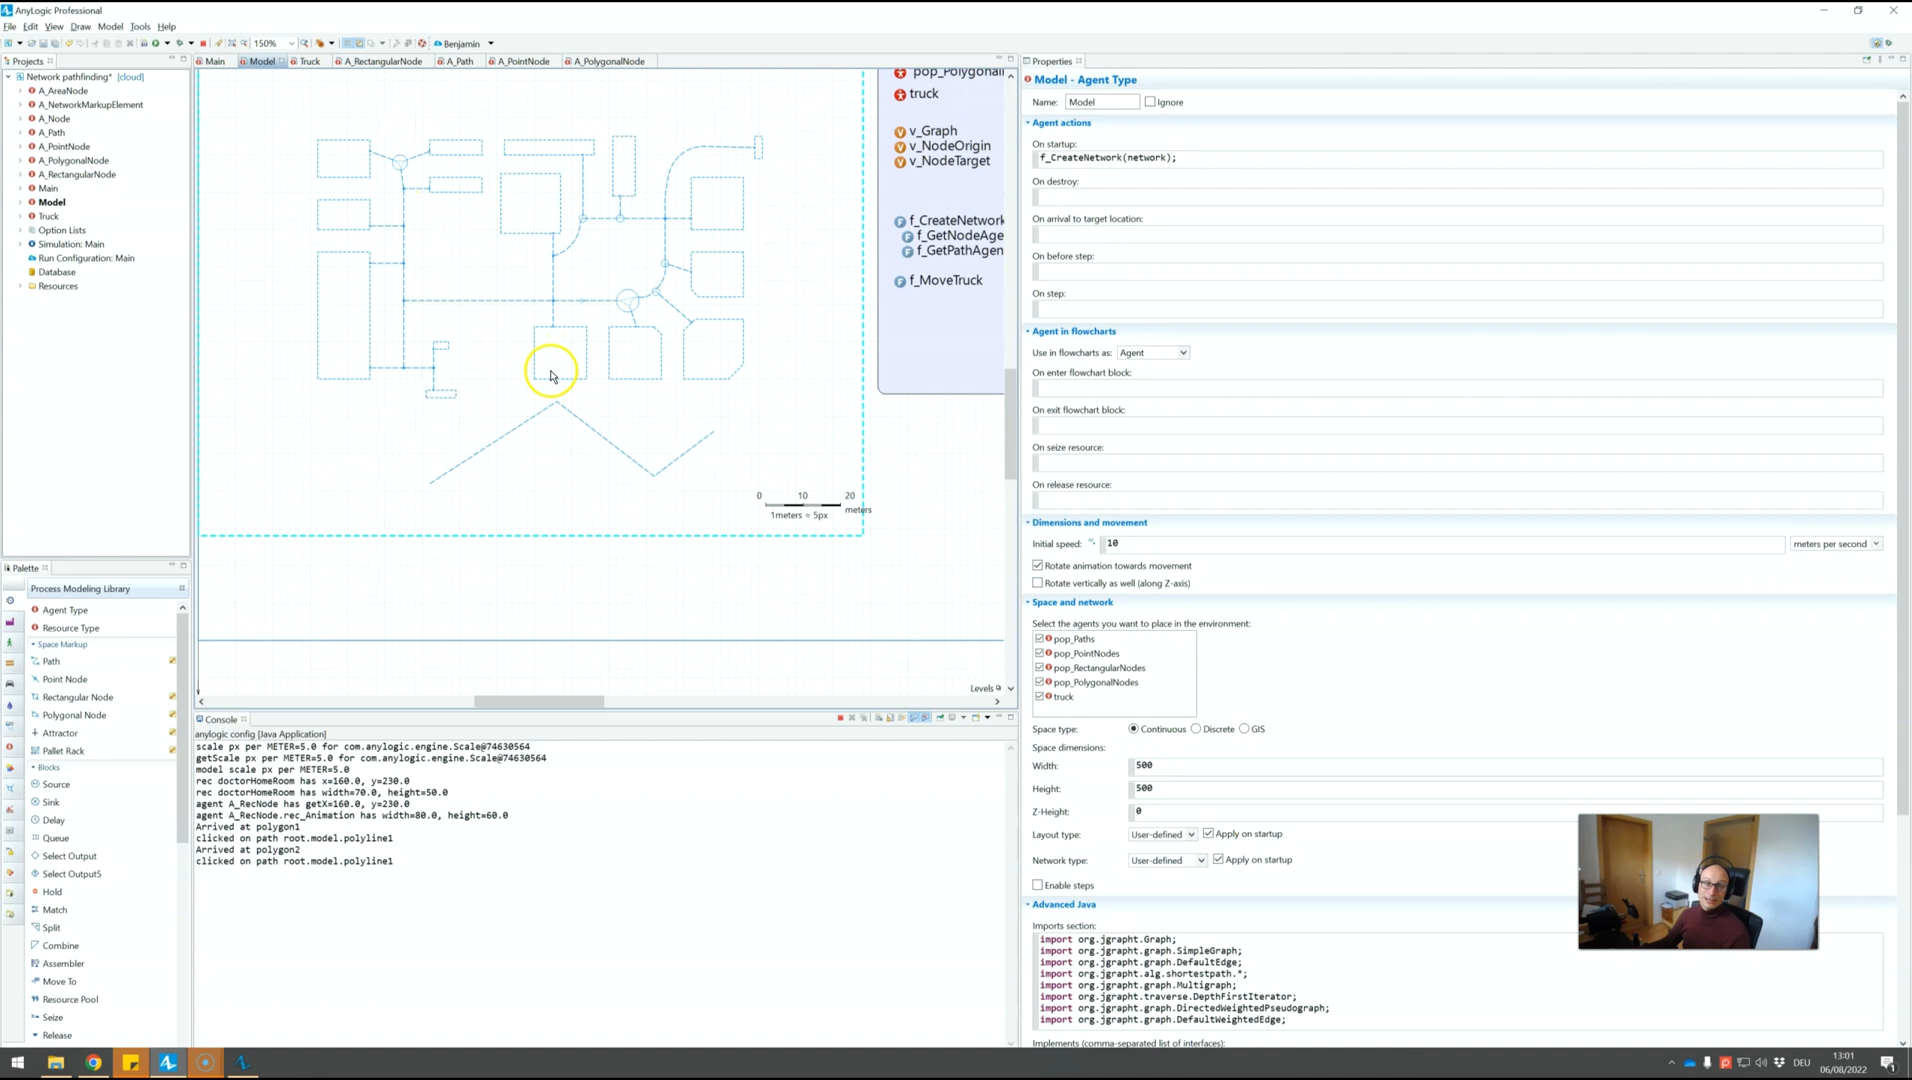 AnyLogic Professional
File Edit View Draw Model Tools Help
150%
Benjamin
Projects
Network pathfinding* [cloud]
A_AreaNode
A_NetworkMarkupElement
A_Node
A_Path
A_PointNode
A_PolygonalNode
A_RectangularNode
Main
Model
Truck
Option Lists
Simulation: Main
Run Configuration: Main
Database
Resources
Palette
Process Modeling Library
Agent Type
Resource Type
Space Markup
Path
Point Node
Rectangular Node
Polygonal Node
Attractor
Pallet Rack
Blocks
Source
Sink
Delay
Queue
Select Output
Select Output5
Hold
Match
Split
Combine
Assembler
Move To
Resource Pool
Seize
Release
Main Model Truck A_RectangularNode A_Path A_PointNode A_PolygonalNode
pop_Polygonal
truck
v_Graph
v_NodeOrigin
v_NodeTarget
f_CreateNetwork
f_GetNodeAge
f_GetPathAgen
f_MoveTruck
0 10 20
meters
1meters = 5px
Levels
Console
anylogic config [Java Application]
scale px per METER=5.0 for com.anylogic.engine.Scale@74630564
getScale px per METER=5.0 for com.anylogic.engine.Scale@74630564
model scale px per METER=5.0
rec doctorHomeRoom has x=160.0, y=230.0
rec doctorHomeRoom has width=70.0, height=50.0
agent A_RecNode has getX=160.0, y=230.0
agent A_RecNode.rec_Animation has width=80.0, height=60.0
Arrived at polygon1
clicked on path root.model.polyline1
Arrived at polygon2
clicked on path root.model.polyline1
Properties
Model - Agent Type
Name: Model Ignore
Agent actions
On startup:
f_CreateNetwork(network);
On destroy:
On arrival to target location:
On before step:
On step:
Agent in flowcharts
Use in flowcharts as: Agent
On enter flowchart block:
On exit flowchart block:
On seize resource:
On release resource:
Dimensions and movement
Initial speed: 10 meters per second
Rotate animation towards movement
Rotate vertically as well (along Z-axis)
Space and network
Select the agents you want to place in the environment:
pop_Paths
pop_PointNodes
pop_RectangularNodes
pop_PolygonalNodes
truck
Space type: Continuous Discrete GIS
Space dimensions:
Width: 500
Height: 500
Z-Height: 0
Layout type: User-defined Apply on startup
Network type: User-defined Apply on startup
Enable steps
Advanced Java
Imports section:
import org.jgrapht.Graph;
import org.jgrapht.graph.SimpleGraph;
import org.jgrapht.graph.DefaultEdge;
import org.jgrapht.alg.shortestpath.*;
import org.jgrapht.graph.Multigraph;
import org.jgrapht.traverse.DepthFirstIterator;
import org.jgrapht.graph.DirectedWeightedPseudograph;
import org.jgrapht.graph.DefaultWeightedEdge;
Implements (comma-separated list of interfaces):
DEU
13:01
06/08/2022